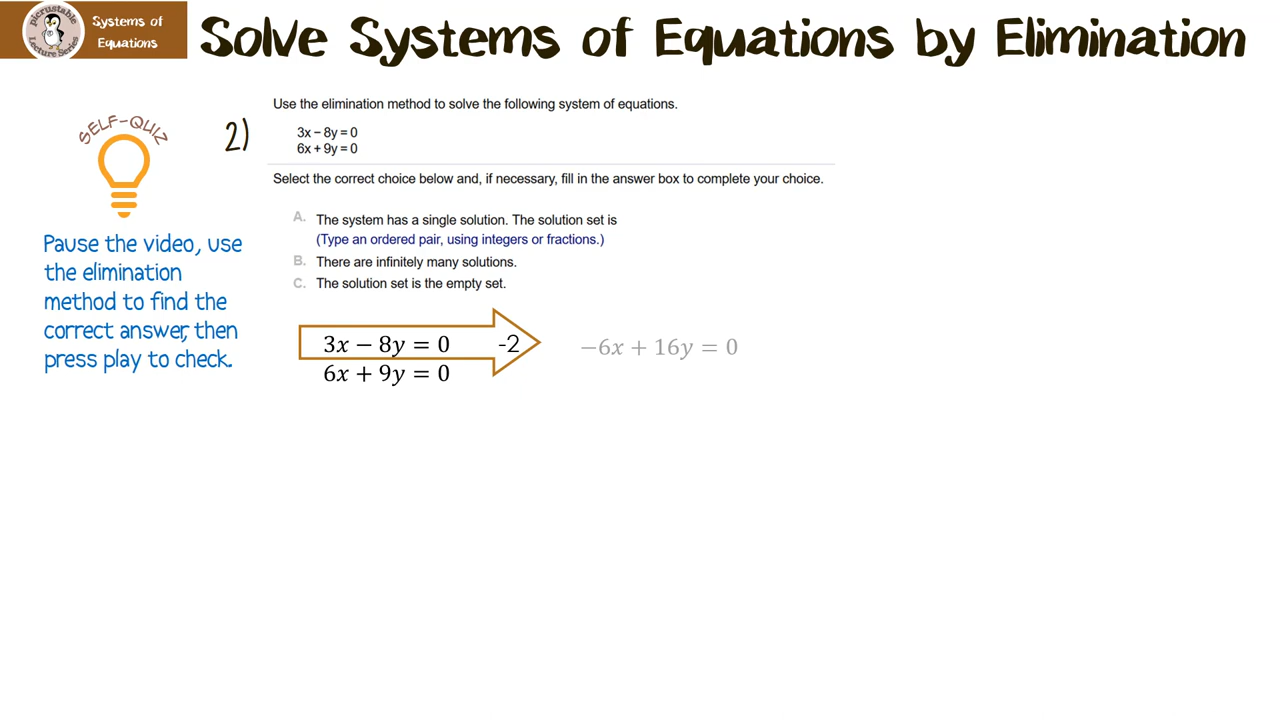 picrustable
Lecture Series
Systems of
Equations
Solve Systems of Equations by Elimination
SELF-QUIZ
Pause the video, use
the elimination
method to find the
correct answer, then
press play to check.
2)
Use the elimination method to solve the following system of equations.
3x − 8y = 0
6x + 9y = 0
Select the correct choice below and, if necessary, fill in the answer box to complete your choice.
A. The system has a single solution. The solution set is
(Type an ordered pair, using integers or fractions.)
B. There are infinitely many solutions.
C. The solution set is the empty set.
3x − 8y = 0 -2 −6x + 16y = 0
6x + 9y = 0